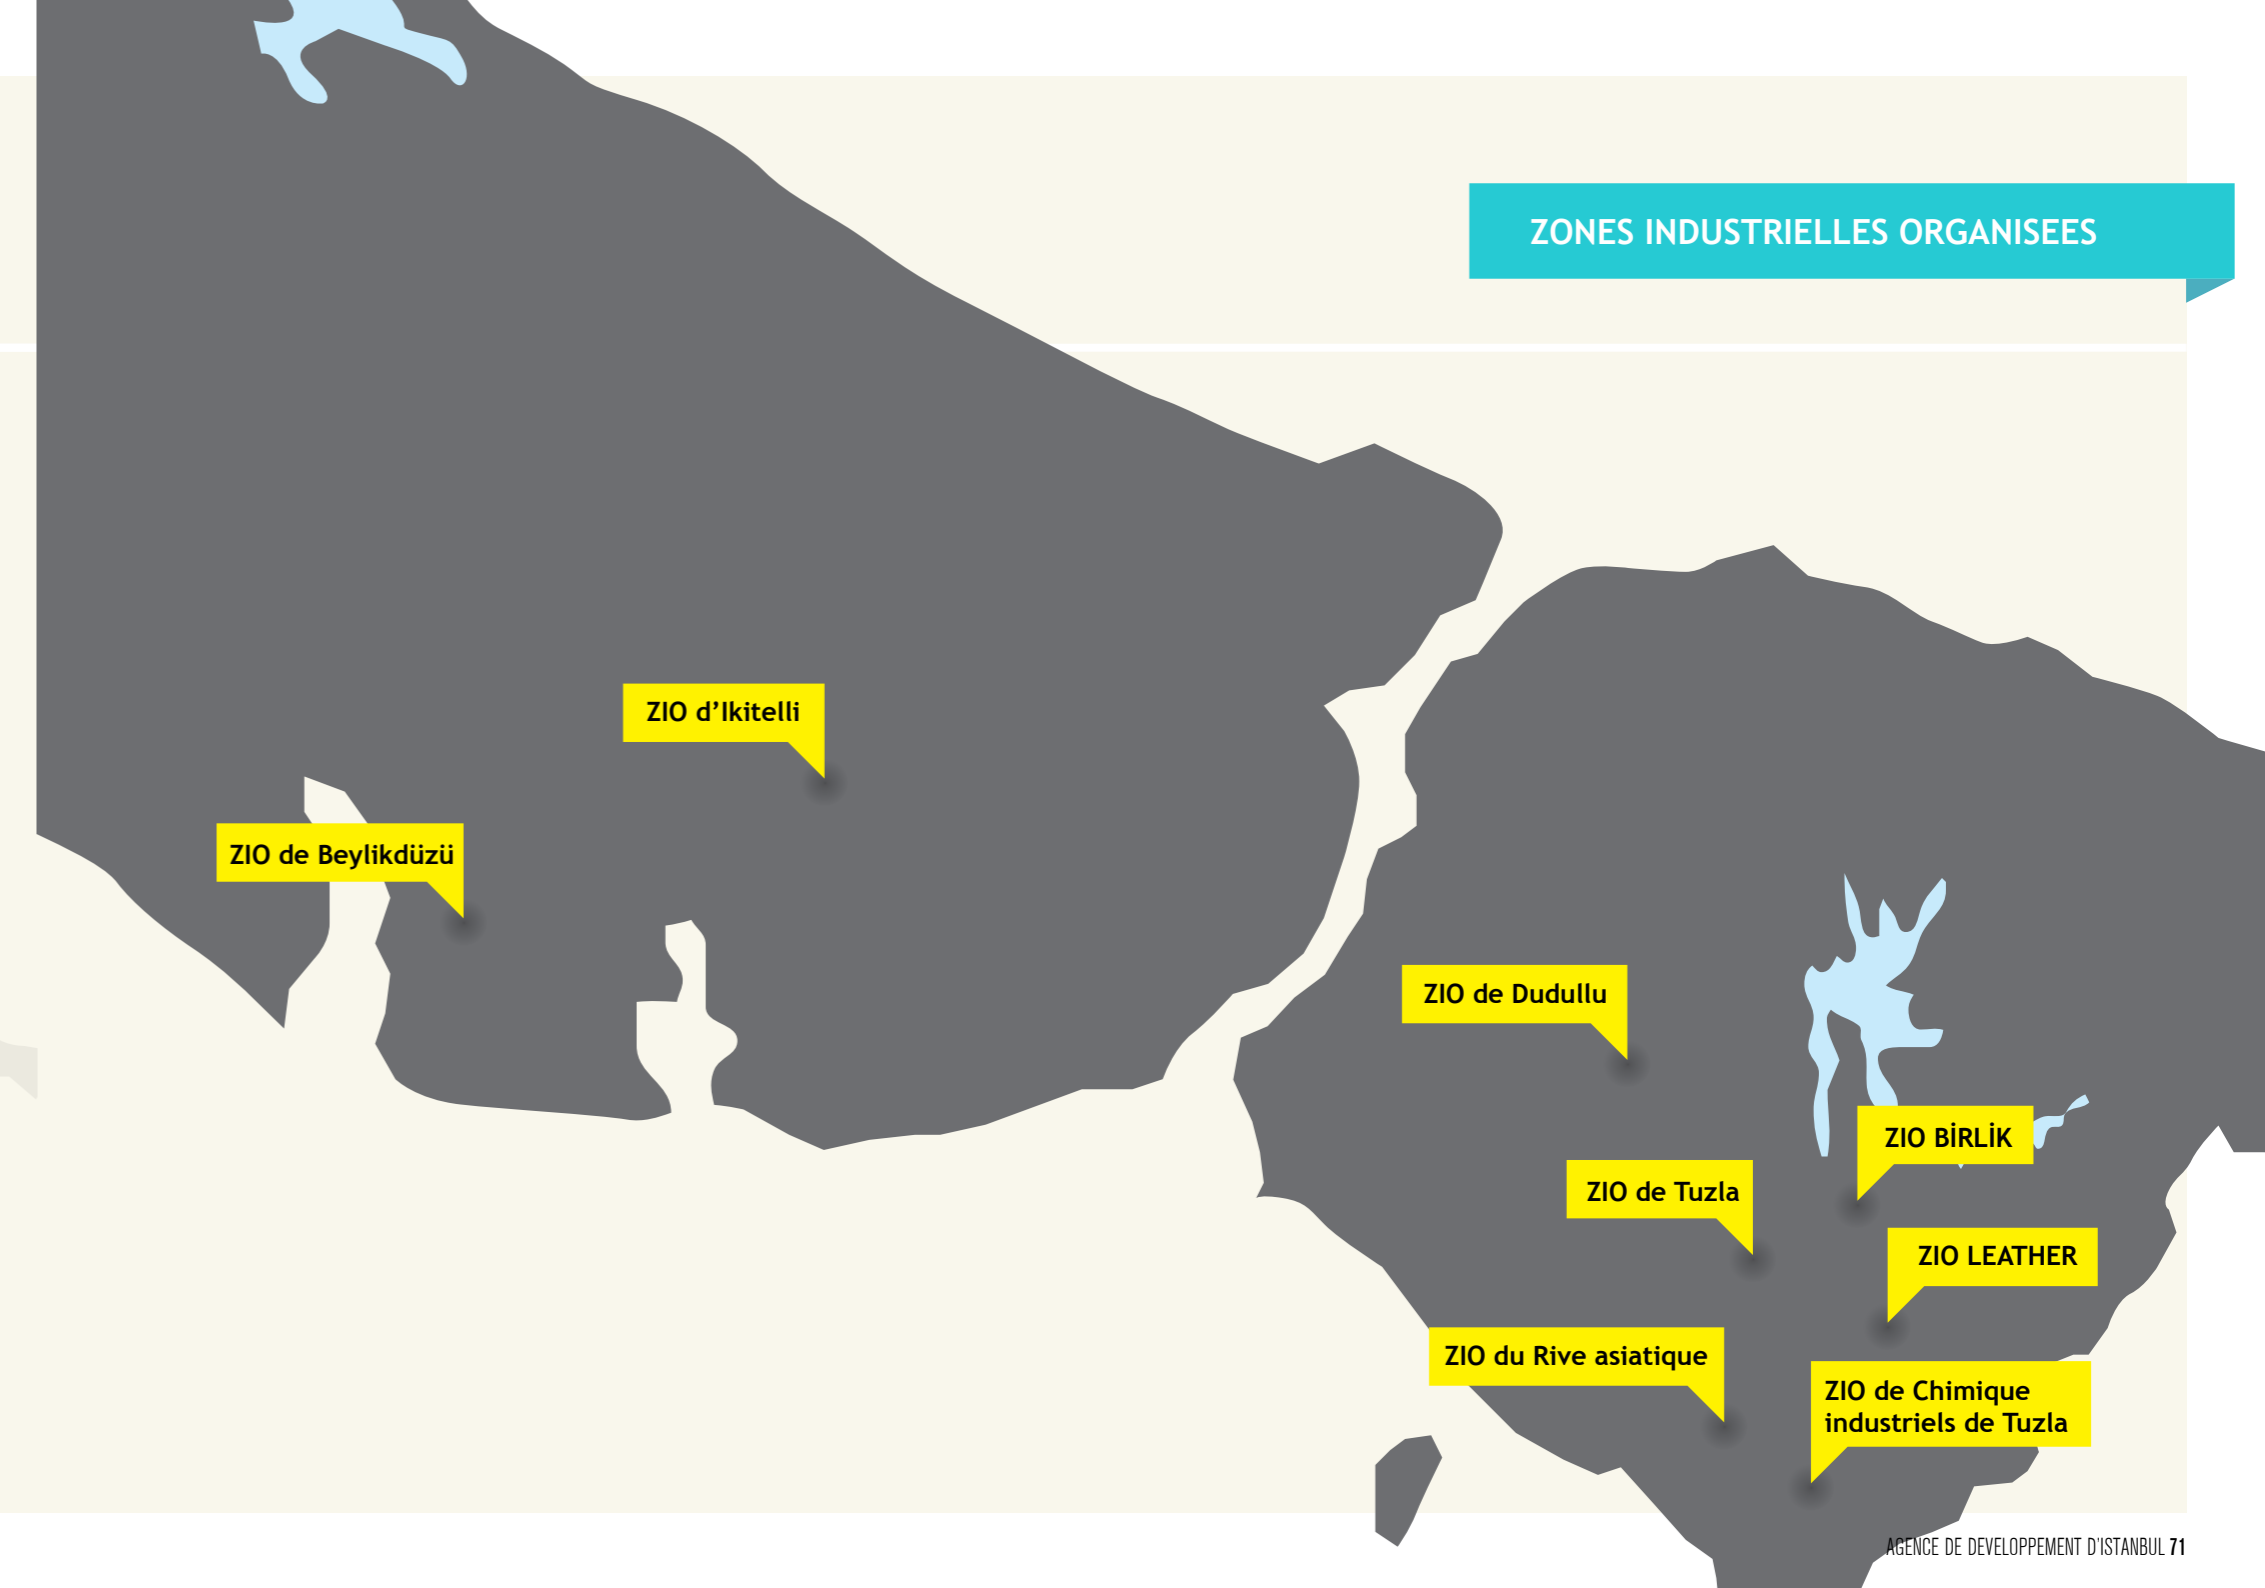 ZONES INDUSTRIELLES ORGANISEES
ZIO d’Ikitelli
ZIO de Beylikdüzü
ZIO de Dudullu
ZIO BİRLİK
ZIO de Tuzla
ZIO LEATHER
ZIO du Rive asiatique
ZIO de Chimique
industriels de Tuzla
AGENCE DE DEVELOPPEMENT D'ISTANBUL 71